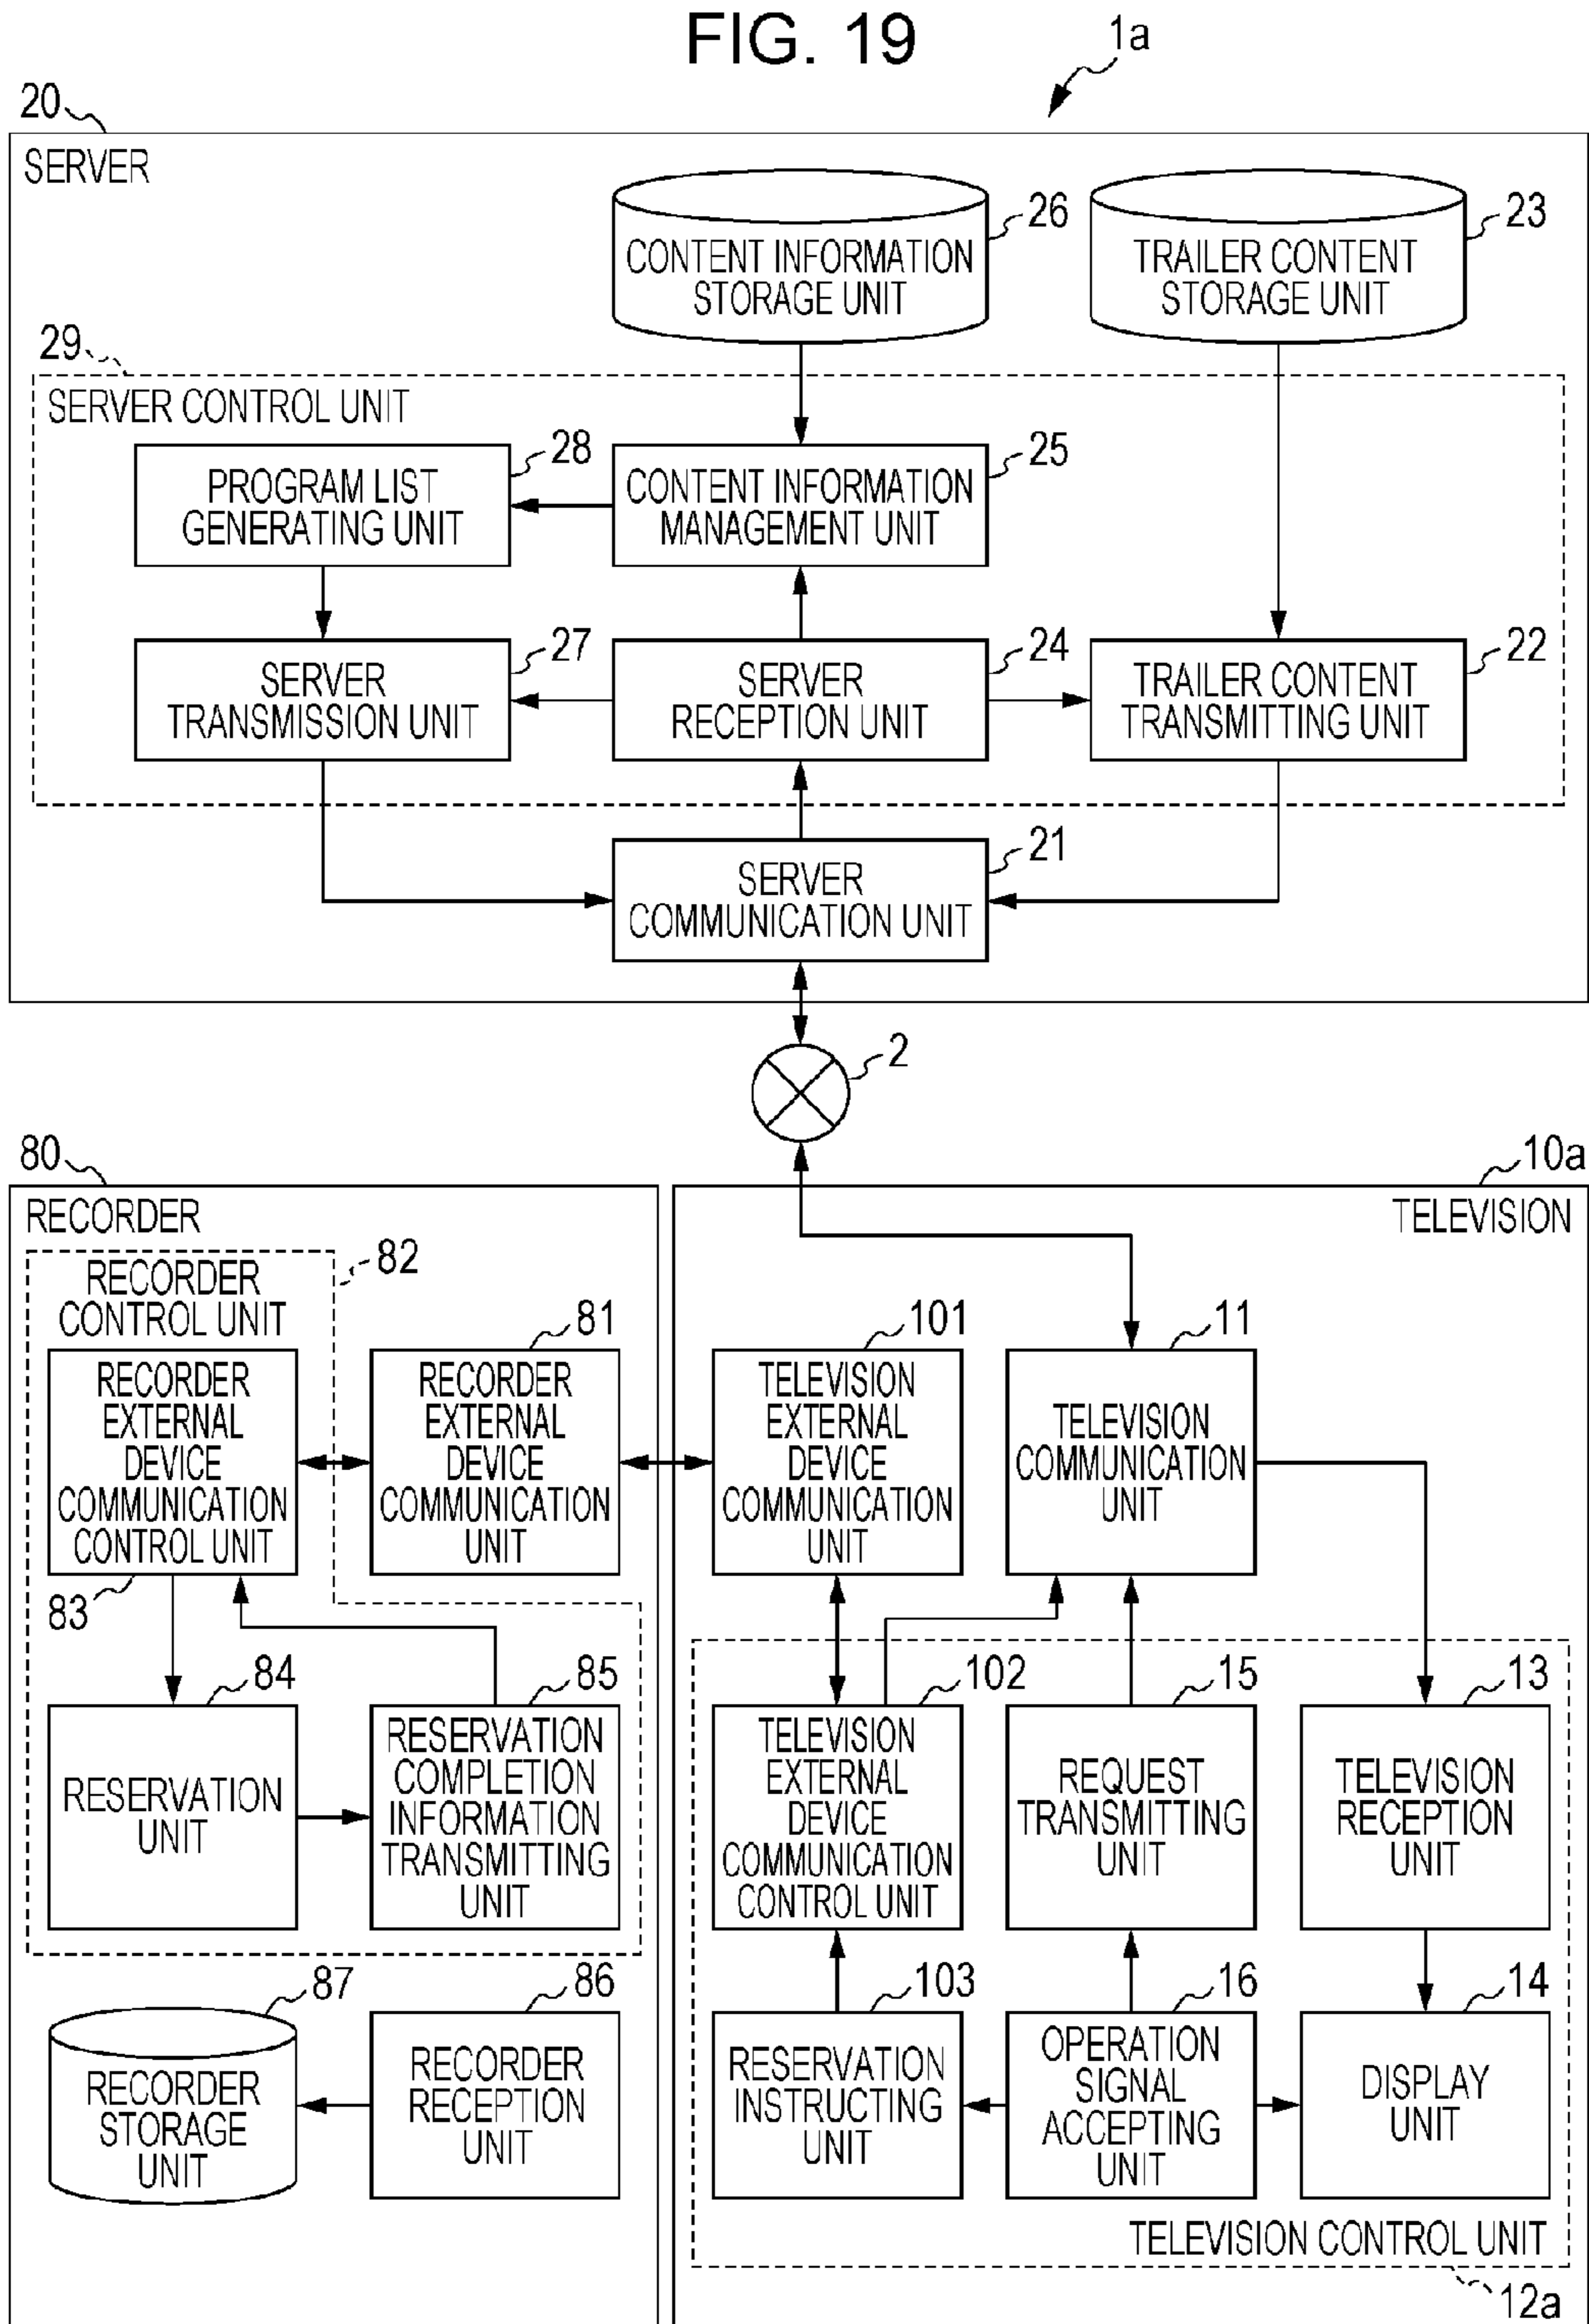 FIG. 19
1a
20
SERVER
26
CONTENT INFORMATION
STORAGE UNIT
23
TRAILER CONTENT
STORAGE UNIT
29
SERVER CONTROL UNIT
28
PROGRAM LIST
GENERATING UNIT
25
CONTENT INFORMATION
MANAGEMENT UNIT
27
SERVER
TRANSMISSION UNIT
24
SERVER
RECEPTION UNIT
22
TRAILER CONTENT
TRANSMITTING UNIT
21
SERVER
COMMUNICATION UNIT
2
80
RECORDER
82
RECORDER
CONTROL UNIT
81
RECORDER
EXTERNAL
DEVICE
COMMUNICATION
CONTROL UNIT
83
RECORDER
EXTERNAL
DEVICE
COMMUNICATION
UNIT
84
RESERVATION
UNIT
85
RESERVATION
COMPLETION
INFORMATION
TRANSMITTING
UNIT
87
RECORDER
STORAGE
UNIT
86
RECORDER
RECEPTION
UNIT
10a
TELEVISION
101
TELEVISION
EXTERNAL
DEVICE
COMMUNICATION
UNIT
11
TELEVISION
COMMUNICATION
UNIT
102
TELEVISION
EXTERNAL
DEVICE
COMMUNICATION
CONTROL UNIT
15
REQUEST
TRANSMITTING
UNIT
13
TELEVISION
RECEPTION
UNIT
103
RESERVATION
INSTRUCTING
UNIT
16
OPERATION
SIGNAL
ACCEPTING
UNIT
14
DISPLAY
UNIT
TELEVISION CONTROL UNIT
12a